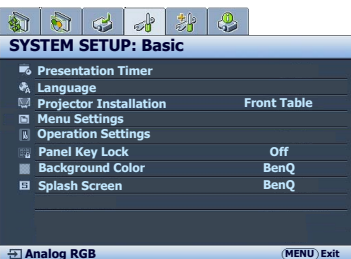 SYSTEM SETUP: Basic
Presentation Timer
Language
Projector Installation Front Table
Menu Settings
Operation Settings
Panel Key Lock Off
Background Color BenQ
Splash Screen BenQ
Analog RGB MENU Exit